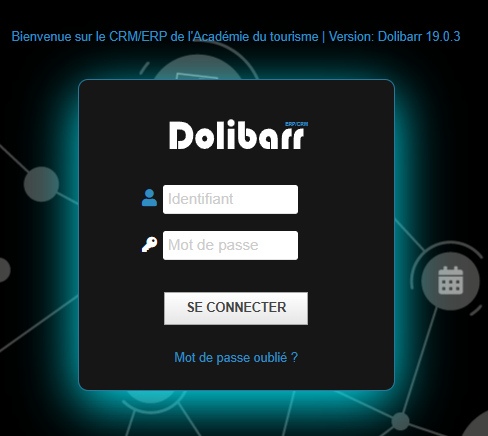 Bienvenue sur le CRM/ERP de l'Académie du tourisme | Version: Dolibarr 19.0.3
ERP/CRM
Dolibarr
Identifiant
Mot de passe
SE CONNECTER
Mot de passe oublié ?